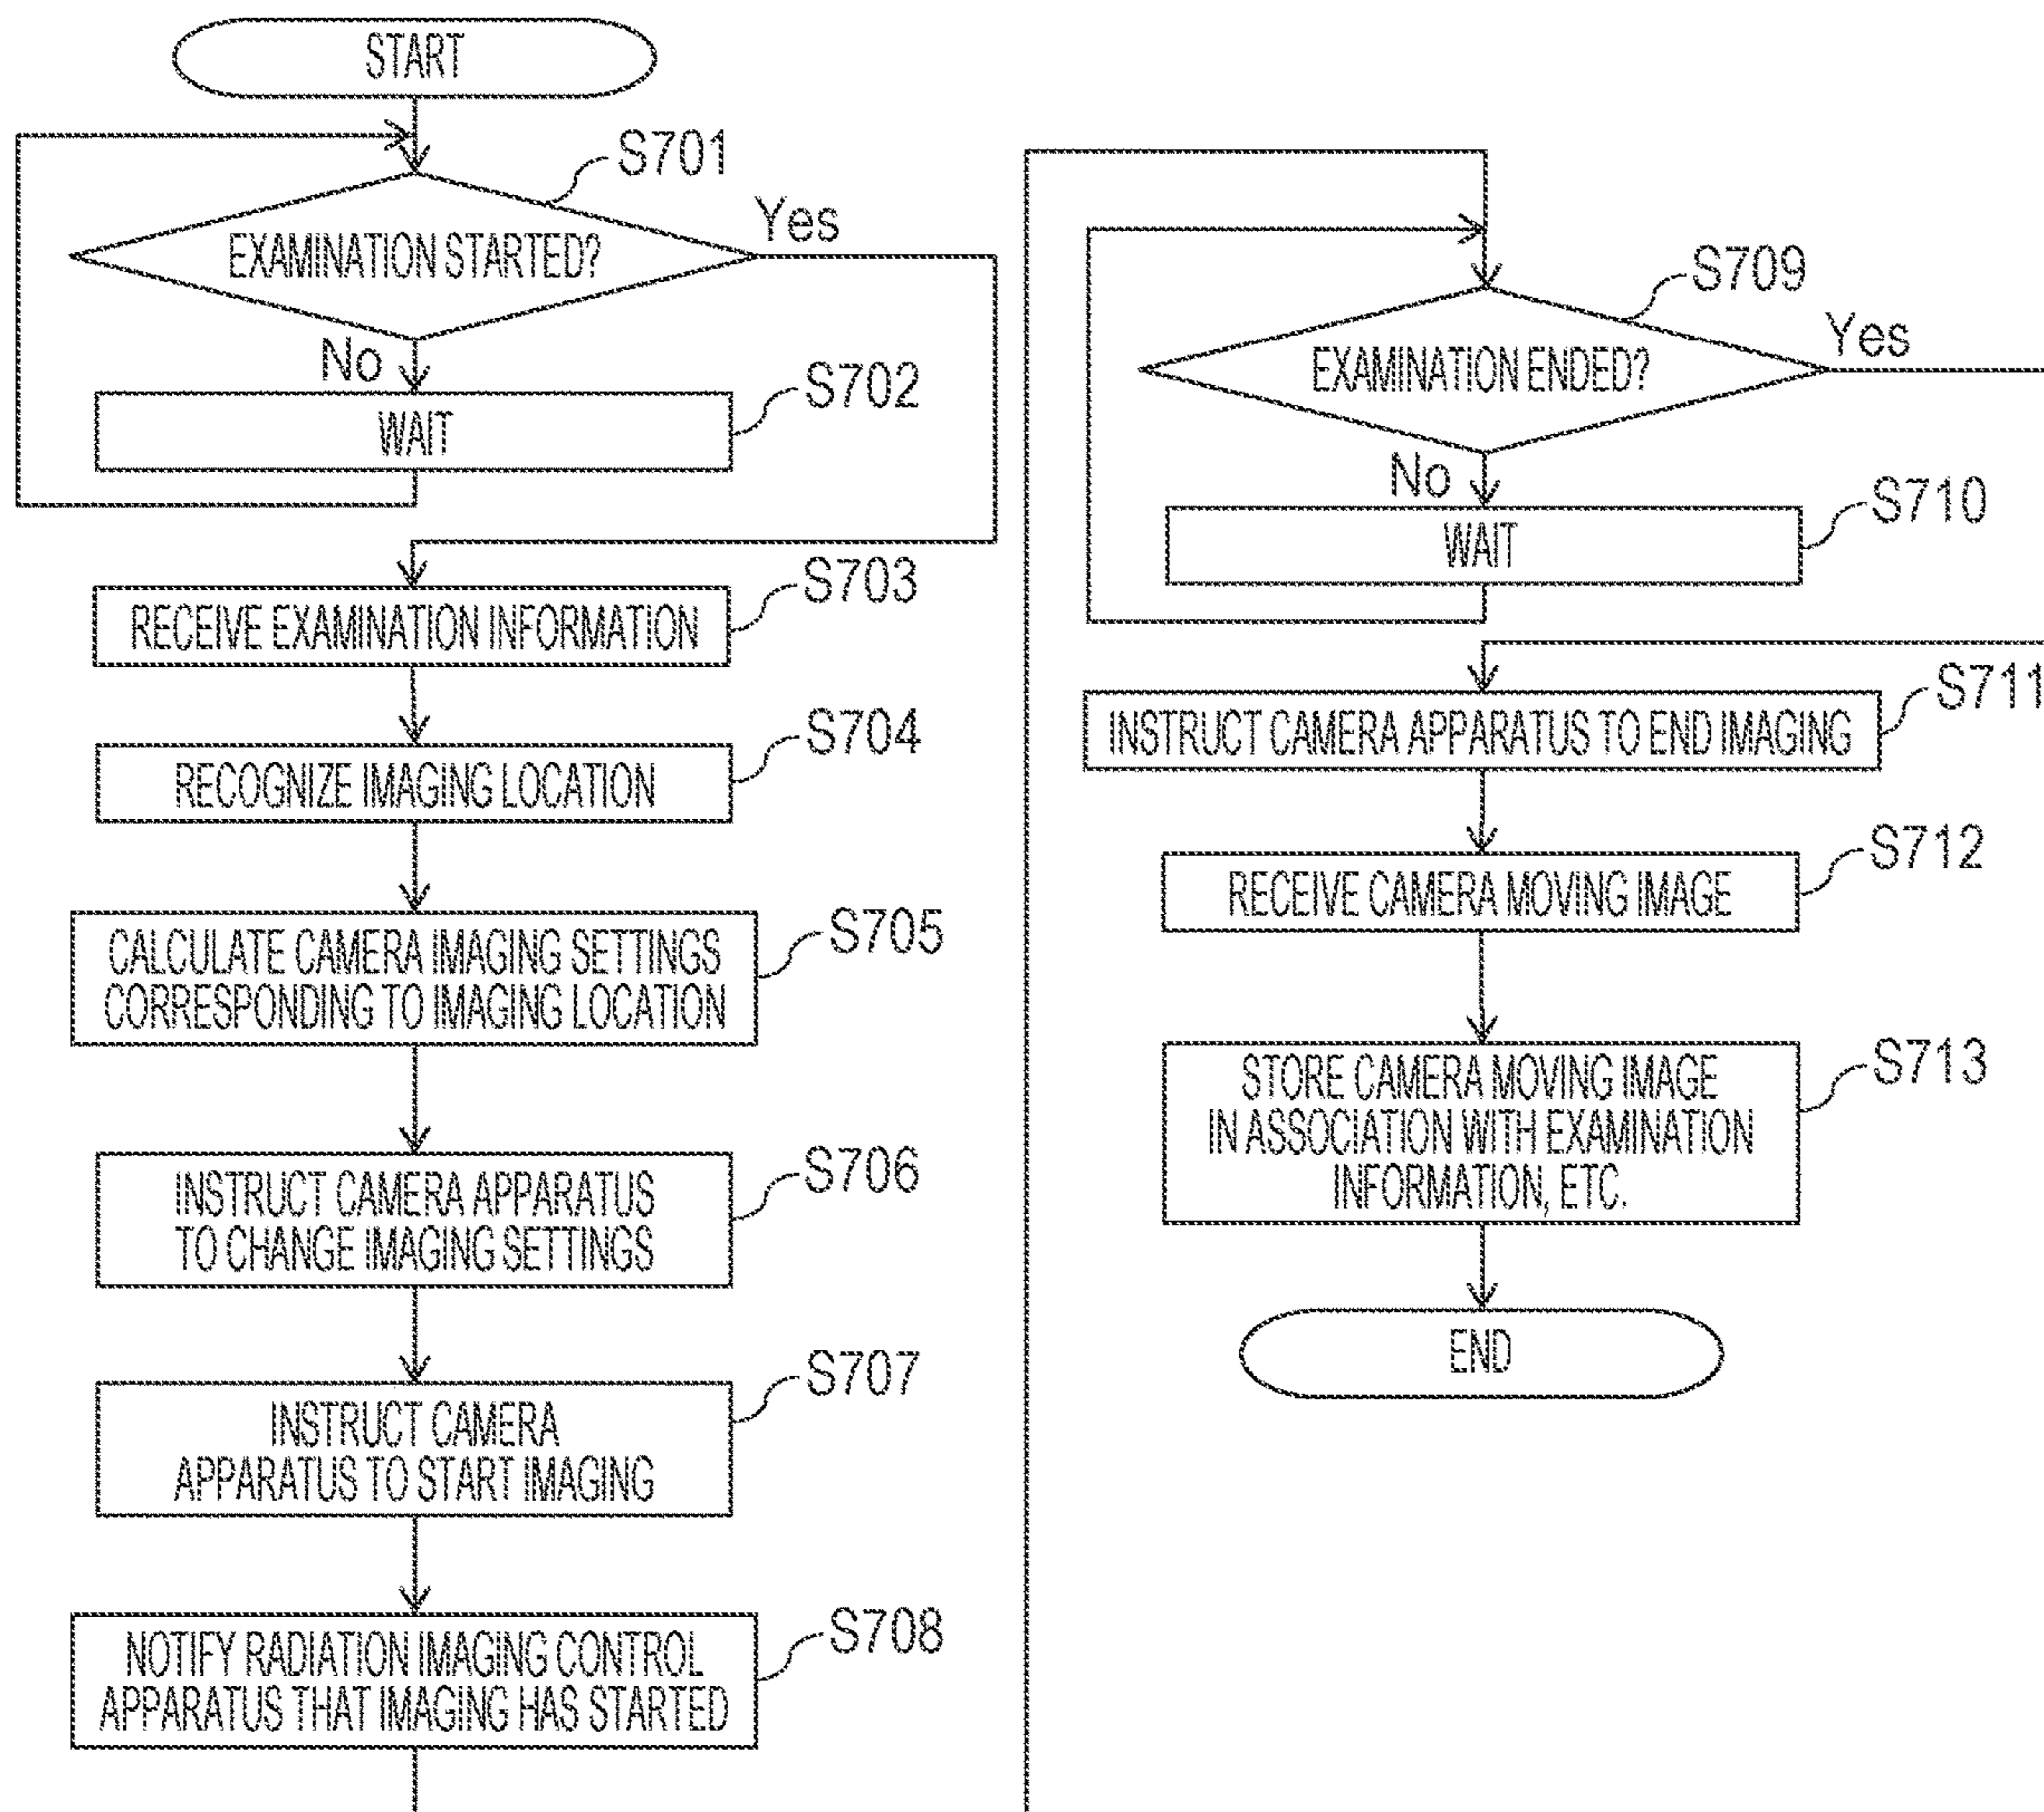 START
S701
EXAMINATION STARTED?
Yes
No
S702
WAIT
S703
RECEIVE EXAMINATION INFORMATION
S704
RECOGNIZE IMAGING LOCATION
S705
CALCULATE CAMERA IMAGING SETTINGS
CORRESPONDING TO IMAGING LOCATION
S706
INSTRUCT CAMERA APPARATUS
TO CHANGE IMAGING SETTINGS
S707
INSTRUCT CAMERA
APPARATUS TO START IMAGING
S708
NOTIFY RADIATION IMAGING CONTROL
APPARATUS THAT IMAGING HAS STARTED
S709
EXAMINATION ENDED?
Yes
No
S710
WAIT
S711
INSTRUCT CAMERA APPARATUS TO END IMAGING
S712
RECEIVE CAMERA MOVING IMAGE
S713
STORE CAMERA MOVING IMAGE
IN ASSOCIATION WITH EXAMINATION
INFORMATION, ETC.
END